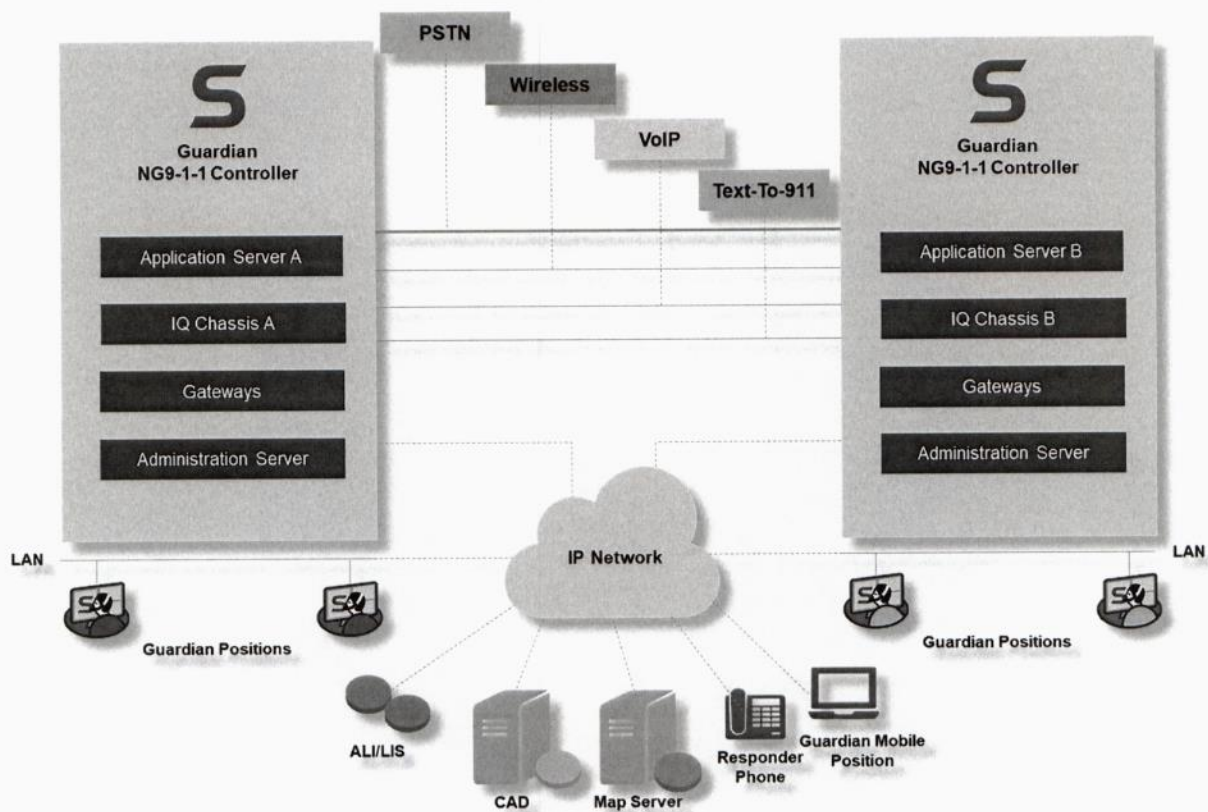 PSTN
Wireless
VoIP
Text-To-911
S
Guardian
NG9-1-1 Controller
Application Server A
IQ Chassis A
Gateways
Administration Server
S
Guardian
NG9-1-1 Controller
Application Server B
IQ Chassis B
Gateways
Administration Server
LAN
IP Network
LAN
S
S
S
S
Guardian Positions
Guardian Positions
ALI/LIS
CAD
Map Server
Responder
Phone
Guardian Mobile
Position